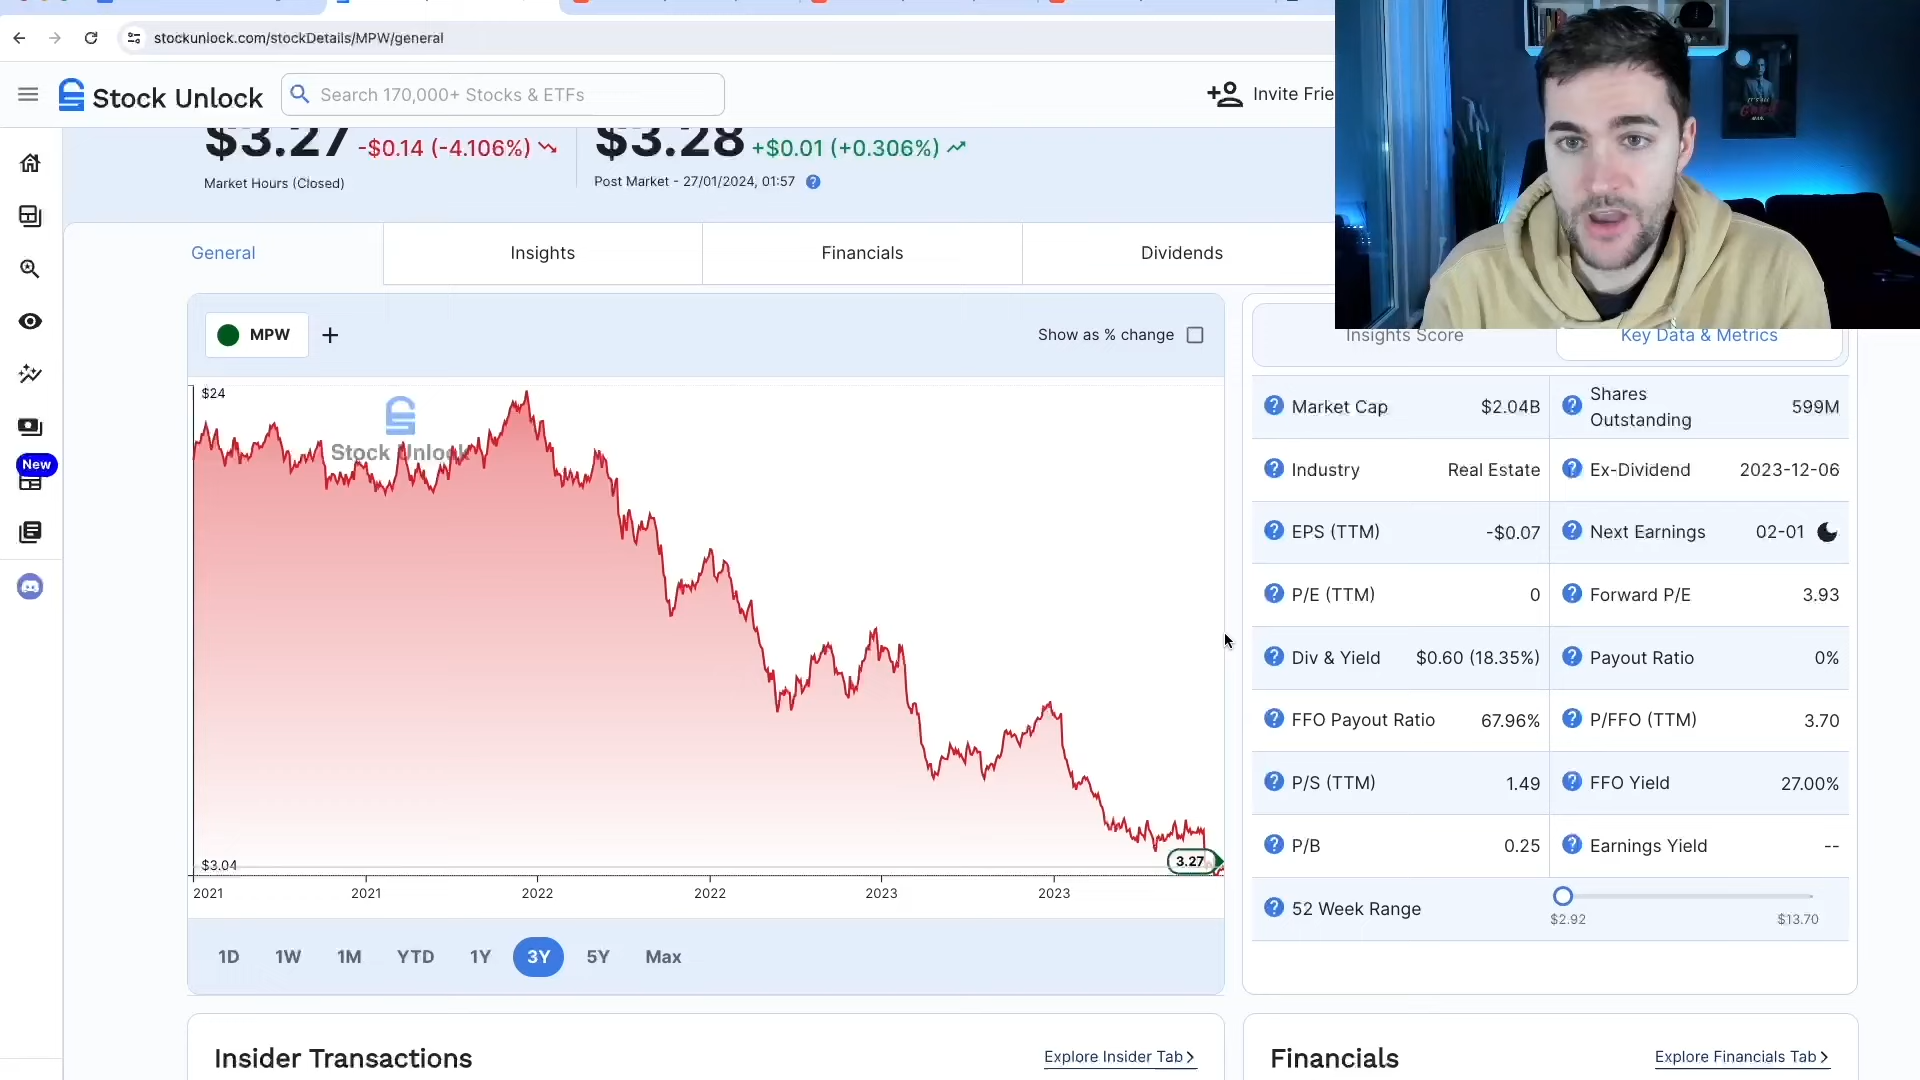 stockunlock.com/stockDetails/MPW/general
Stock Unlock
Search 170,000+ Stocks & ETFs
Invite Frie
$3.27 -$0.14 (-4.106%)
Market Hours (Closed)
$3.28 +$0.01 (+0.306%)
Post Market - 27/01/2024, 01:57
General
Insights
Financials
Dividends
MPW
Show as % change
Insights Score
Key Data & Metrics
$24
Stock Unlock
$3.04
3.27
2021 2021 2022 2022 2023 2023
1D 1W 1M YTD 1Y 3Y 5Y Max
New
Market Cap $2.04B
Shares Outstanding 599M
Industry Real Estate
Ex-Dividend 2023-12-06
EPS (TTM) -$0.07
Next Earnings 02-01
P/E (TTM) 0
Forward P/E 3.93
Div & Yield $0.60 (18.35%)
Payout Ratio 0%
FFO Payout Ratio 67.96%
P/FFO (TTM) 3.70
P/S (TTM) 1.49
FFO Yield 27.00%
P/B 0.25
Earnings Yield --
52 Week Range
$2.92 $13.70
Insider Transactions
Explore Insider Tab
Financials
Explore Financials Tab